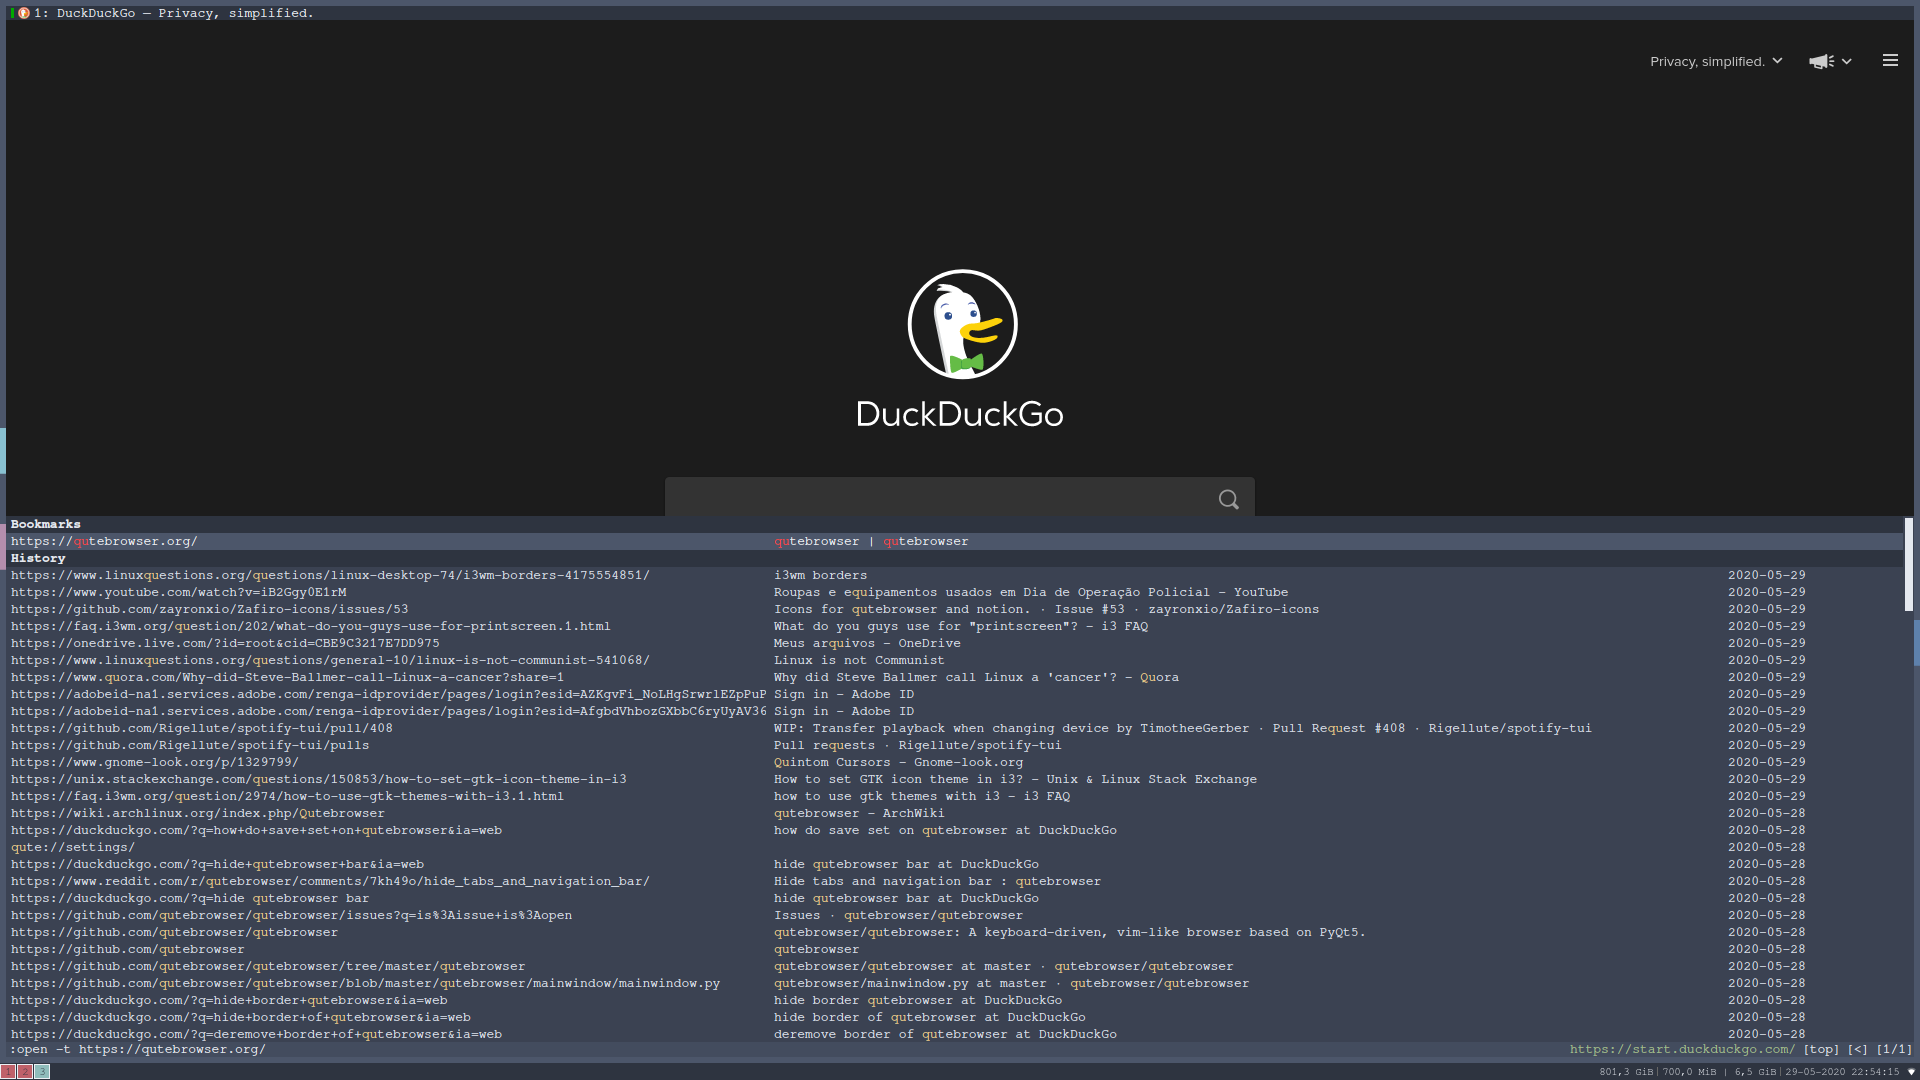 1: DuckDuckGo — Privacy, simplified.
Privacy, simplified.
DuckDuckGo
Bookmarks
https://qutebrowser.org/ qutebrowser | qutebrowser
History
https://www.linuxquestions.org/questions/linux-desktop-74/i3wm-borders-4175554851/ i3wm borders 2020-05-29
https://www.youtube.com/watch?v=iB2Ggy0E1rM Roupas e equipamentos usados em Dia de Operação Policial - YouTube 2020-05-29
https://github.com/zayronxio/Zafiro-icons/issues/53 Icons for qutebrowser and notion. · Issue #53 · zayronxio/Zafiro-icons 2020-05-29
https://faq.i3wm.org/question/202/what-do-you-guys-use-for-printscreen.1.html What do you guys use for "printscreen"? - i3 FAQ 2020-05-29
https://onedrive.live.com/?id=root&cid=CBE9C3217E7DD975 Meus arquivos - OneDrive 2020-05-29
https://www.linuxquestions.org/questions/general-10/linux-is-not-communist-541068/ Linux is not Communist 2020-05-29
https://www.quora.com/Why-did-Steve-Ballmer-call-Linux-a-cancer?share=1 Why did Steve Ballmer call Linux a 'cancer'? - Quora 2020-05-29
https://adobeid-na1.services.adobe.com/renga-idprovider/pages/login?esid=AZKgvFi_NoLHgSrwrlEZpPuP Sign in - Adobe ID 2020-05-29
https://adobeid-na1.services.adobe.com/renga-idprovider/pages/login?esid=AfgbdVhbozGXbbC6ryUyAV36 Sign in - Adobe ID 2020-05-29
https://github.com/Rigellute/spotify-tui/pull/408 WIP: Transfer playback when changing device by TimotheeGerber · Pull Request #408 · Rigellute/spotify-tui 2020-05-29
https://github.com/Rigellute/spotify-tui/pulls Pull requests · Rigellute/spotify-tui 2020-05-29
https://www.gnome-look.org/p/1329799/ Quintom Cursors - Gnome-look.org 2020-05-29
https://unix.stackexchange.com/questions/150853/how-to-set-gtk-icon-theme-in-i3 How to set GTK icon theme in i3? - Unix & Linux Stack Exchange 2020-05-29
https://faq.i3wm.org/question/2974/how-to-use-gtk-themes-with-i3.1.html how to use gtk themes with i3 - i3 FAQ 2020-05-29
https://wiki.archlinux.org/index.php/Qutebrowser qutebrowser - ArchWiki 2020-05-28
https://duckduckgo.com/?q=how+do+save+set+on+qutebrowser&ia=web how do save set on qutebrowser at DuckDuckGo 2020-05-28
qute://settings/ 2020-05-28
https://duckduckgo.com/?q=hide+qutebrowser+bar&ia=web hide qutebrowser bar at DuckDuckGo 2020-05-28
https://www.reddit.com/r/qutebrowser/comments/7kh49o/hide_tabs_and_navigation_bar/ Hide tabs and navigation bar : qutebrowser 2020-05-28
https://duckduckgo.com/?q=hide qutebrowser bar hide qutebrowser bar at DuckDuckGo 2020-05-28
https://github.com/qutebrowser/qutebrowser/issues?q=is%3Aissue+is%3Aopen Issues · qutebrowser/qutebrowser 2020-05-28
https://github.com/qutebrowser/qutebrowser qutebrowser/qutebrowser: A keyboard-driven, vim-like browser based on PyQt5. 2020-05-28
https://github.com/qutebrowser qutebrowser 2020-05-28
https://github.com/qutebrowser/qutebrowser/tree/master/qutebrowser qutebrowser/qutebrowser at master · qutebrowser/qutebrowser 2020-05-28
https://github.com/qutebrowser/qutebrowser/blob/master/qutebrowser/mainwindow/mainwindow.py qutebrowser/mainwindow.py at master · qutebrowser/qutebrowser 2020-05-28
https://duckduckgo.com/?q=hide+border+qutebrowser&ia=web hide border qutebrowser at DuckDuckGo 2020-05-28
https://duckduckgo.com/?q=hide+border+of+qutebrowser&ia=web hide border of qutebrowser at DuckDuckGo 2020-05-28
https://duckduckgo.com/?q=deremove+border+of+qutebrowser&ia=web deremove border of qutebrowser at DuckDuckGo 2020-05-28
:open -t https://qutebrowser.org/ https://start.duckduckgo.com/ [top] [<] [1/1]
1 2 3 801,3 GiB| 700,0 MiB | 6,5 GiB| 29-05-2020 22:54:15